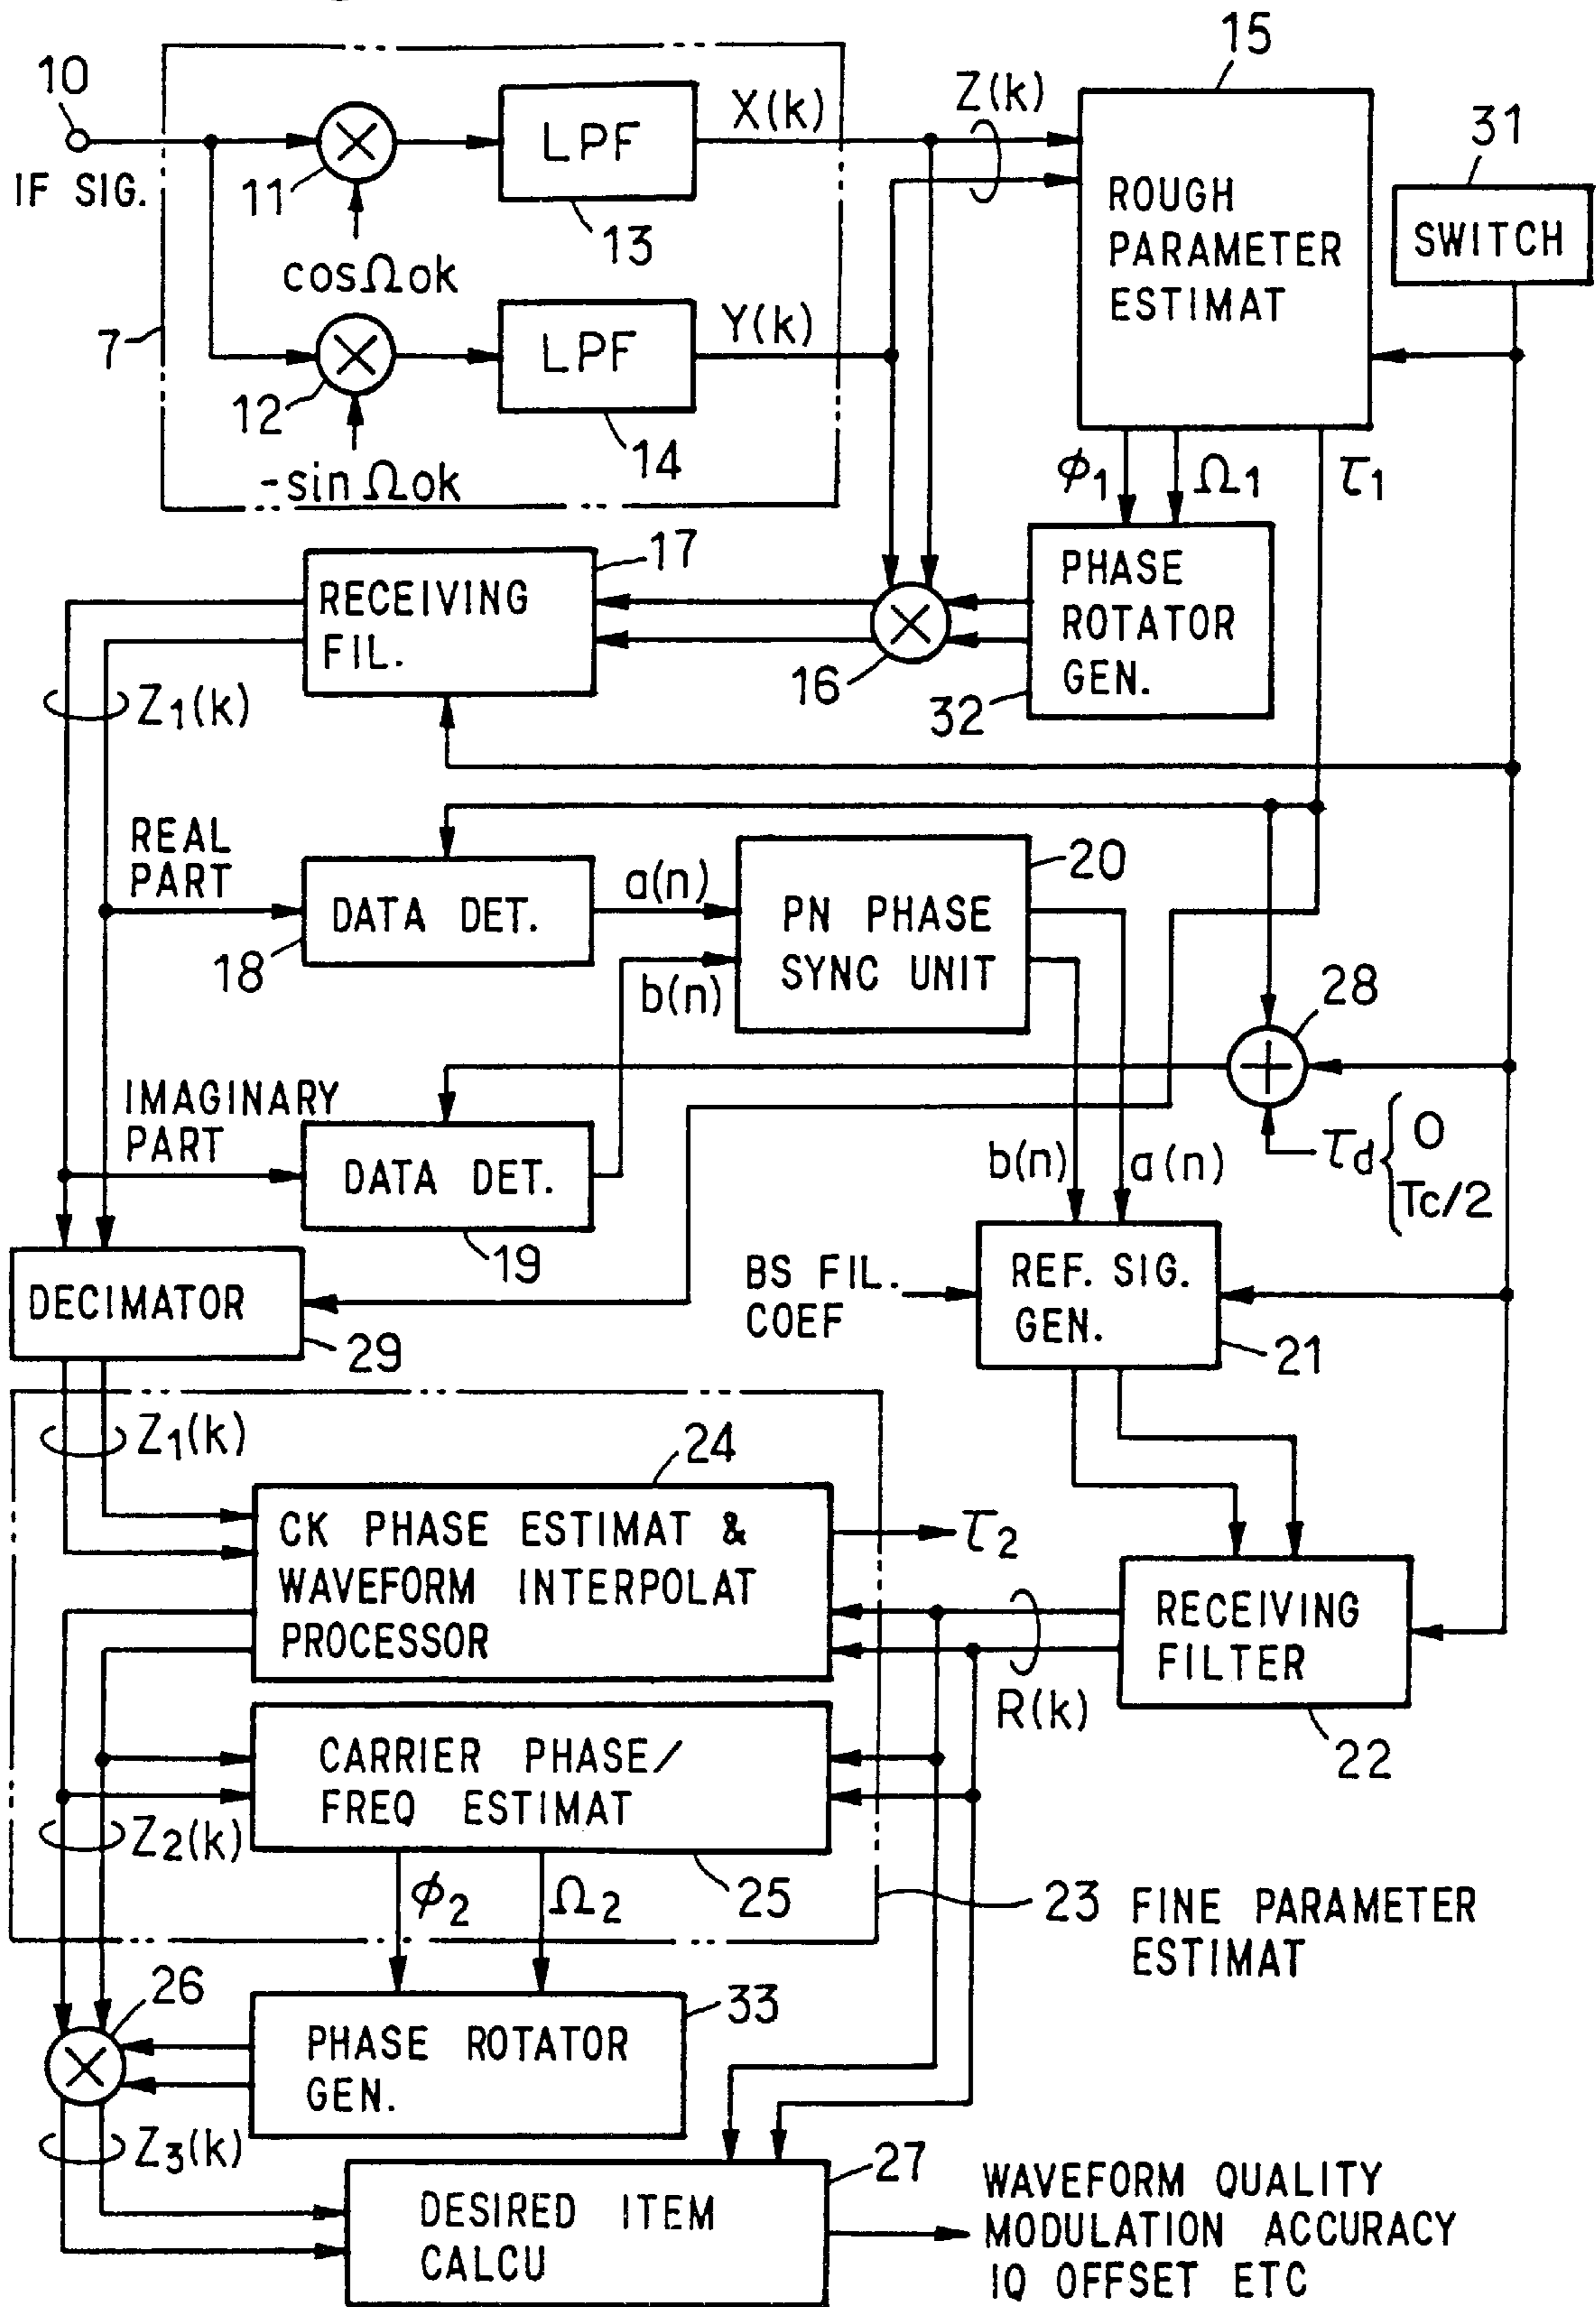 10
IF SIG.
7
11
cosΩok
12
-sinΩok
LPF
13
LPF
14
X(k)
Y(k)
Z(k)
15
ROUGH
PARAMETER
ESTIMAT
31
SWITCH
ϕ1
Ω1
τ1
17
RECEIVING
FIL.
16
PHASE
ROTATOR
GEN.
32
Z1(k)
REAL
PART
DATA DET.
18
a(n)
b(n)
20
PN PHASE
SYNC UNIT
28
τd { 0
Tc/2
IMAGINARY
PART
DATA DET.
19
b(n)
a(n)
DECIMATOR
29
BS FIL.
COEF
REF. SIG.
GEN.
21
Z1(k)
24
CK PHASE ESTIMAT &
WAVEFORM INTERPOLAT
PROCESSOR
τ2
RECEIVING
FILTER
22
R(k)
CARRIER PHASE/
FREQ ESTIMAT
25
Z2(k)
ϕ2
Ω2
23 FINE PARAMETER
ESTIMAT
26
PHASE ROTATOR
GEN.
33
Z3(k)
27
DESIRED ITEM
CALCU
WAVEFORM QUALITY
MODULATION ACCURACY
IQ OFFSET ETC